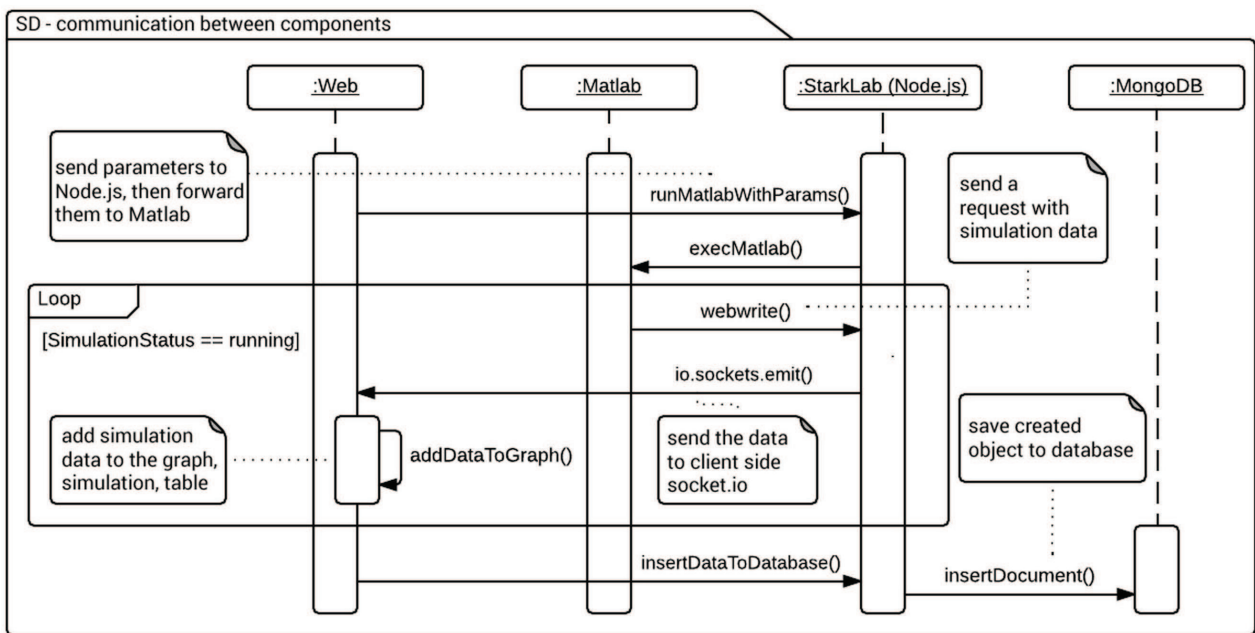 SD - communication between components
:Web
:Matlab
:StarkLab (Node.js)
:MongoDB
send parameters to
Node.js, then forward
them to Matlab
runMatlabWithParams()
send a
request with
simulation data
execMatlab()
Loop
[SimulationStatus == running]
webwrite()
io.sockets.emit()
add simulation
data to the graph,
simulation, table
addDataToGraph()
send the data
to client side
socket.io
save created
object to database
insertDataToDatabase()
insertDocument()